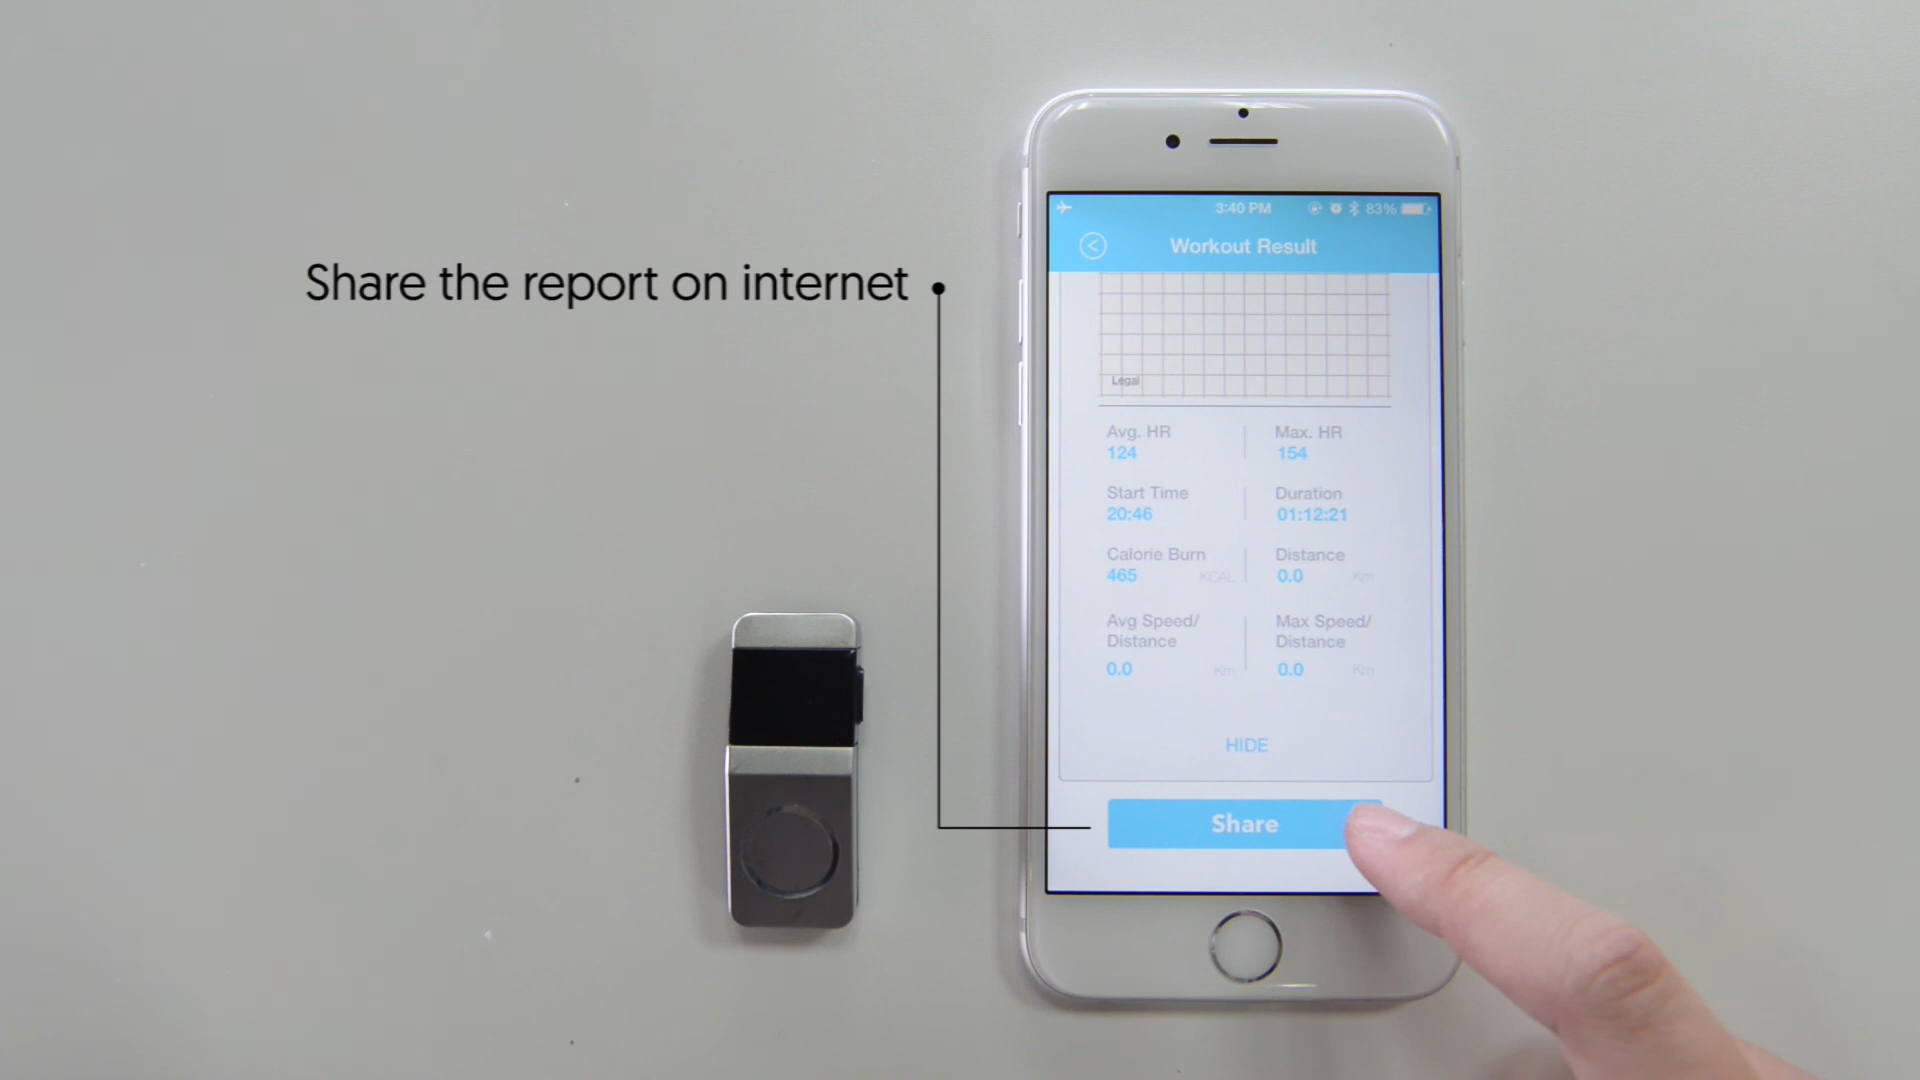 Share the report on internet
3:40 PM 83%
Workout Result
Legal
Avg. HR Max. HR
124 154
Start Time Duration
20:46 01:12:21
Calorie Burn Distance
465 KCAL 0.0 Km
Avg Speed/ Max Speed/
Distance Distance
0.0 Km 0.0 Km
HIDE
Share